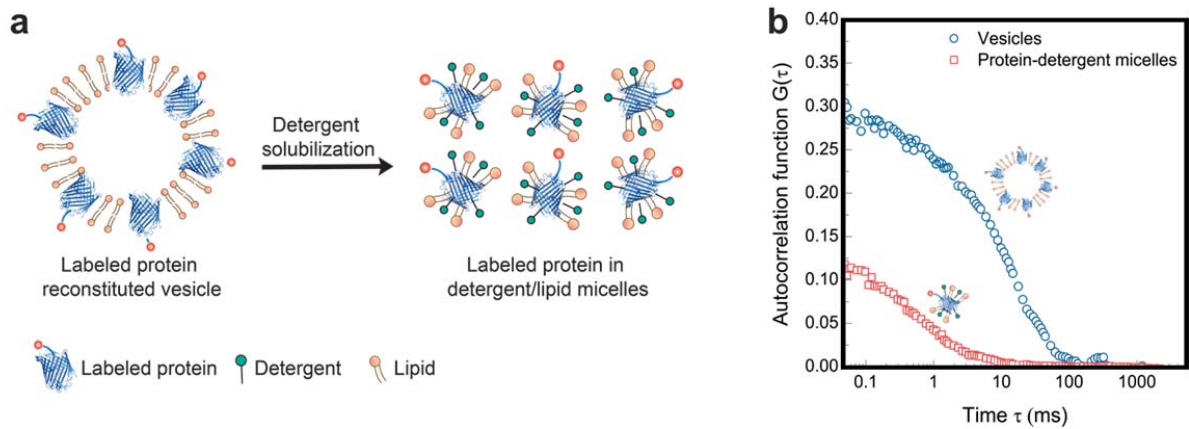 a
Detergent
solubilization
Labeled protein
reconstituted vesicle
Labeled protein in
detergent/lipid micelles
Labeled protein
Detergent
Lipid
b
Autocorrelation function G(τ)
0.40
0.35
0.30
0.25
0.20
0.15
0.10
0.05
0.00
Vesicles
Protein-detergent micelles
0.1 1 10 100 1000
Time τ (ms)